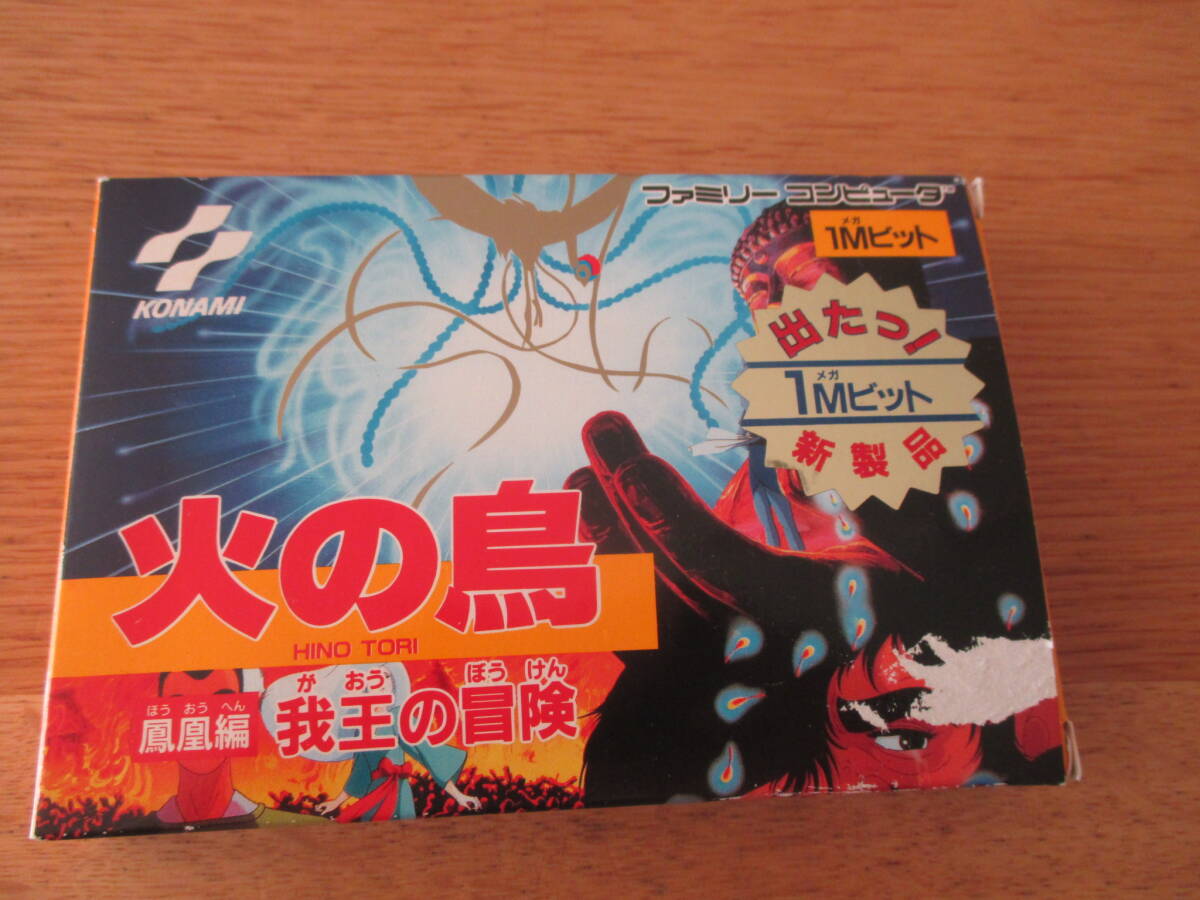 ファミリー コンピュータ™
メガ
1Mビット
KONAMI
出たっ!
メガ
1Mビット
新製品
火の鳥
HINO TORI
ほう おう へん
鳳凰編
が おう ぼう けん
我王の冒険